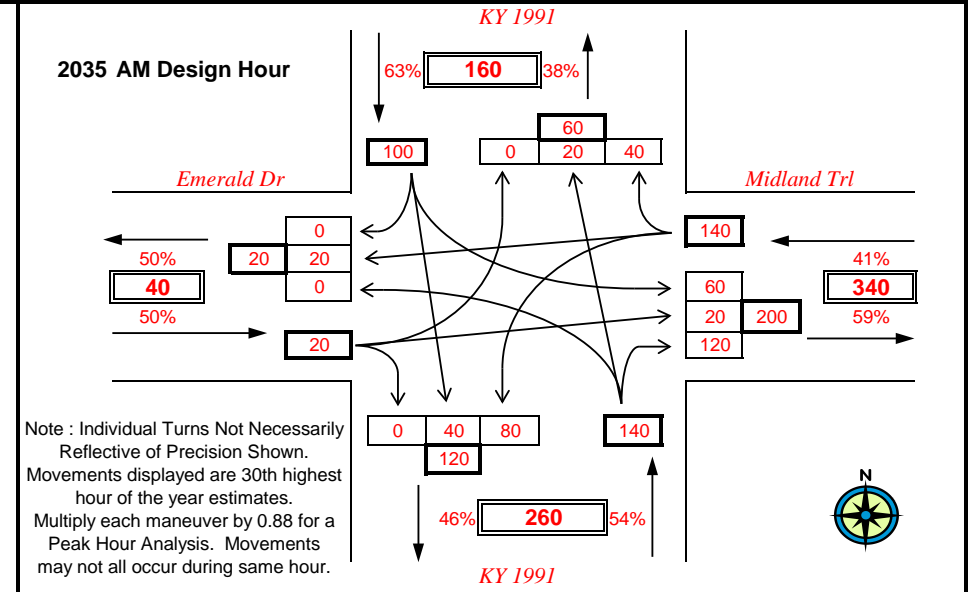 KY 1991
2035 AM Design Hour
63% 160 38%
60
100 0 20 40
Emerald Dr Midland Trl
0 140
50% 20 20 41%
40 0 60 340
50% 20 200 59%
20 120
0 40 80 140
120
Note : Individual Turns Not Necessarily
Reflective of Precision Shown.
Movements displayed are 30th highest
hour of the year estimates.
Multiply each maneuver by 0.88 for a
Peak Hour Analysis. Movements
may not all occur during same hour.
N
46% 260 54%
KY 1991